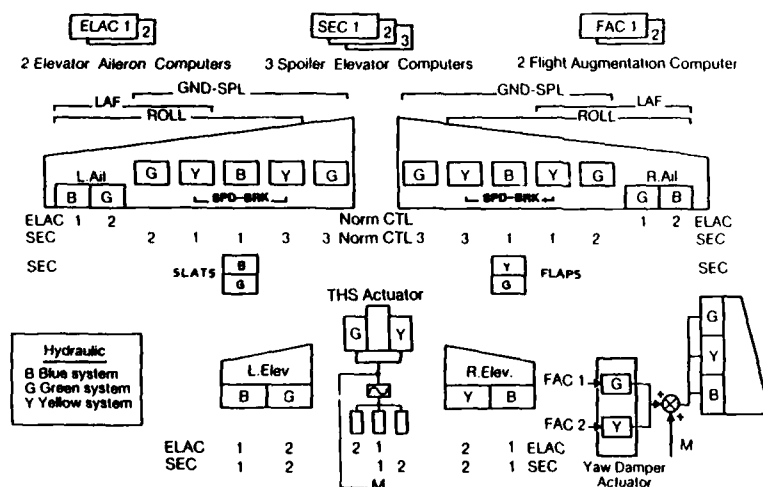 ELAC 1 2
SEC 1 2 3
FAC 1 2
2 Elevator Aileron Computers
3 Spoiler Elevator Computers
2 Flight Augmentation Computer
GND-SPL GND-SPL
LAF LAF
ROLL ROLL
L.Ail G Y B Y G G Y B Y G R.Ail
B G SPD-BRK SPD-BRK G B
ELAC 1 2 Norm CTL 1 2 ELAC
SEC 2 1 1 3 3 Norm CTL 3 3 1 1 2 SEC
SEC SLATS B G Y G FLAPS SEC
THS Actuator
G Y
Hydraulic
B Blue system
G Green system
Y Yellow system
L.Elev
B G
R.Elev.
Y B
FAC 1 G
FAC 2 Y
+
+
M
G
Y
B
ELAC 1 2 2 1 2 1 ELAC
SEC 1 2 1 2 2 1 SEC
M
Yaw Damper
Actuator